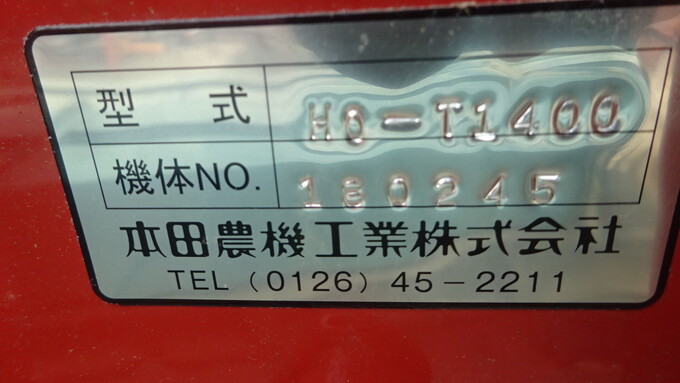 型 式 HO-T1400
機体NO. 180245
本田農機工業株式会社
TEL (0126) 45-2211